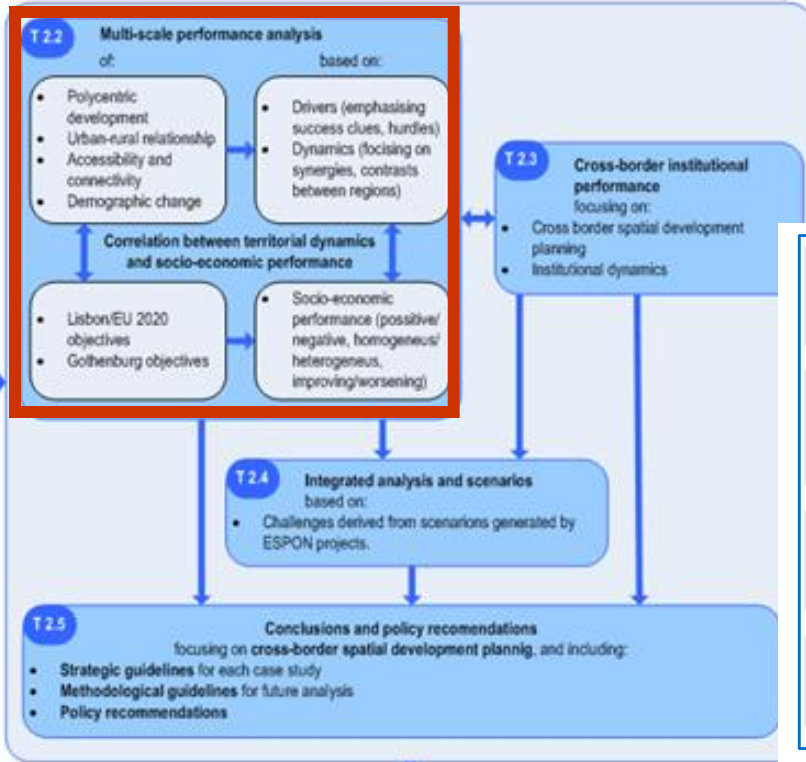 T 2.2
Multi-scale performance analysis
of:
based on:
• Polycentric
development
• Urban-rural relationship
• Accessibility and
connectivity
• Demographic change
• Drivers (emphasising
success clues, hurdles)
• Dynamics (focising on
synergies, contrasts
between regions)
Correlation between territorial dynamics
and socio-economic performance
• Lisbon/EU 2020
objectives
• Gothenburg objectives
• Socio-economic
performance (possitive/
negative, homogeneus/
heterogeneus,
improving/worsening)
T 2.3
Cross-border institutional
performance
focusing on:
• Cross border spatial development
planning
• Institutional dynamics
T 2.4
Integrated analysis and scenarios
based on:
• Challenges derived from scenarions generated by
ESPON projects.
T 2.5
Conclusions and policy recomendations
focusing on cross-border spatial development plannig, and including:
• Strategic guidelines for each case study
• Methodological guidelines for future analysis
• Policy recommendations